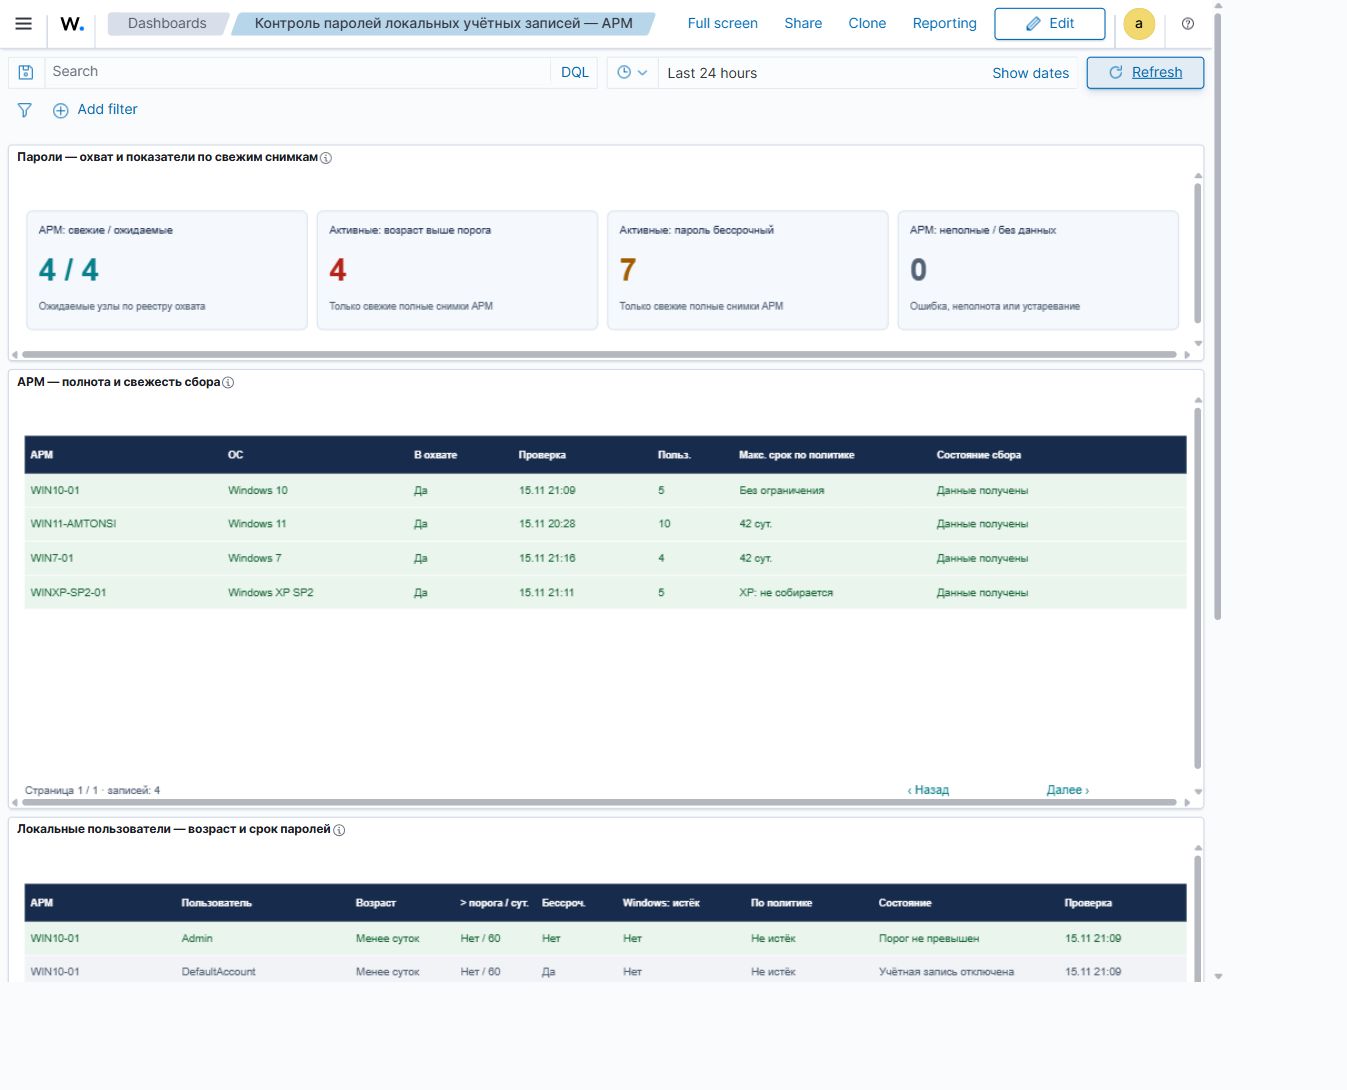 W.
Dashboards
Контроль паролей локальных учётных записей — АРМ
Full screen
Share
Clone
Reporting
Edit
a
Search
DQL
Last 24 hours
Show dates
Refresh
Add filter
Пароли — охват и показатели по свежим снимкам
АРМ: свежие / ожидаемые
4 / 4
Ожидаемые узлы по реестру охвата
Активные: возраст выше порога
4
Только свежие полные снимки АРМ
Активные: пароль бессрочный
7
Только свежие полные снимки АРМ
АРМ: неполные / без данных
0
Ошибка, неполнота или устаревание
АРМ — полнота и свежесть сбора
АРМ ОС В охвате Проверка Польз. Макс. срок по политике Состояние сбора
WIN10-01 Windows 10 Да 15.11 21:09 5 Без ограничения Данные получены
WIN11-AMTONSI Windows 11 Да 15.11 20:28 10 42 сут. Данные получены
WIN7-01 Windows 7 Да 15.11 21:16 4 42 сут. Данные получены
WINXP-SP2-01 Windows XP SP2 Да 15.11 21:11 5 XP: не собирается Данные получены
Страница 1 / 1 · записей: 4
‹ Назад
Далее ›
Локальные пользователи — возраст и срок паролей
АРМ Пользователь Возраст > порога / сут. Бессроч. Windows: истёк По политике Состояние Проверка
WIN10-01 Admin Менее суток Нет / 60 Нет Нет Не истёк Порог не превышен 15.11 21:09
WIN10-01 DefaultAccount Менее суток Нет / 60 Да Нет Не истёк Учётная запись отключена 15.11 21:09